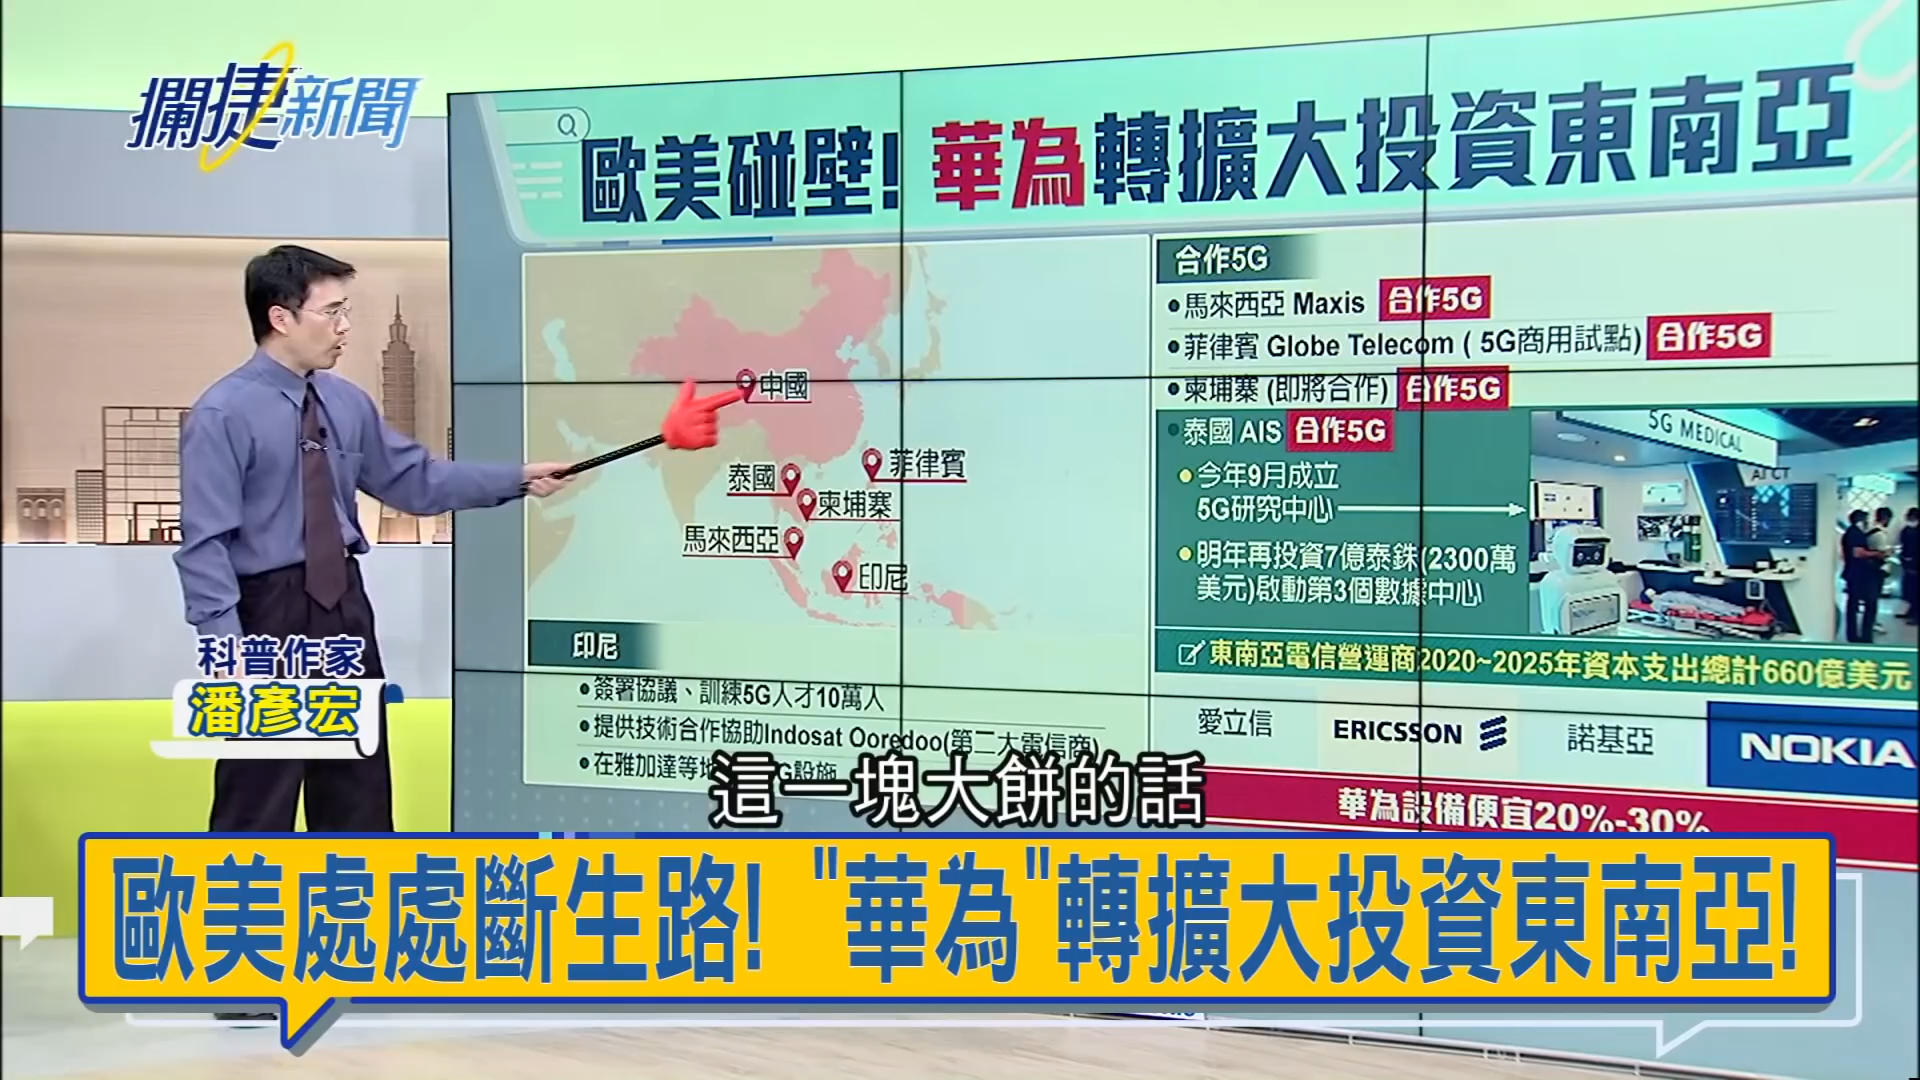 攔捷新聞
歐美碰壁! 華為轉擴大投資東南亞
中國
泰國
菲律賓
柬埔寨
馬來西亞
印尼
合作5G
•馬來西亞 Maxis 合作5G
•菲律賓 Globe Telecom ( 5G商用試點) 合作5G
•柬埔寨 (即將合作) 合作5G
•泰國 AIS 合作5G
•今年9月成立
5G研究中心
•明年再投資7億泰銖(2300萬
美元)啟動第3個數據中心
5G MEDICAL
東南亞電信營運商2020~2025年資本支出總計660億美元
愛立信 ERICSSON 諾基亞 NOKIA
華為設備便宜20%-30%
印尼
•簽署協議、訓練5G人才10萬人
•提供技術合作協助Indosat Ooredoo(第二大電信商)
•在雅加達等地 G設施
科普作家
潘彥宏
這一塊大餅的話
歐美處處斷生路! "華為"轉擴大投資東南亞!